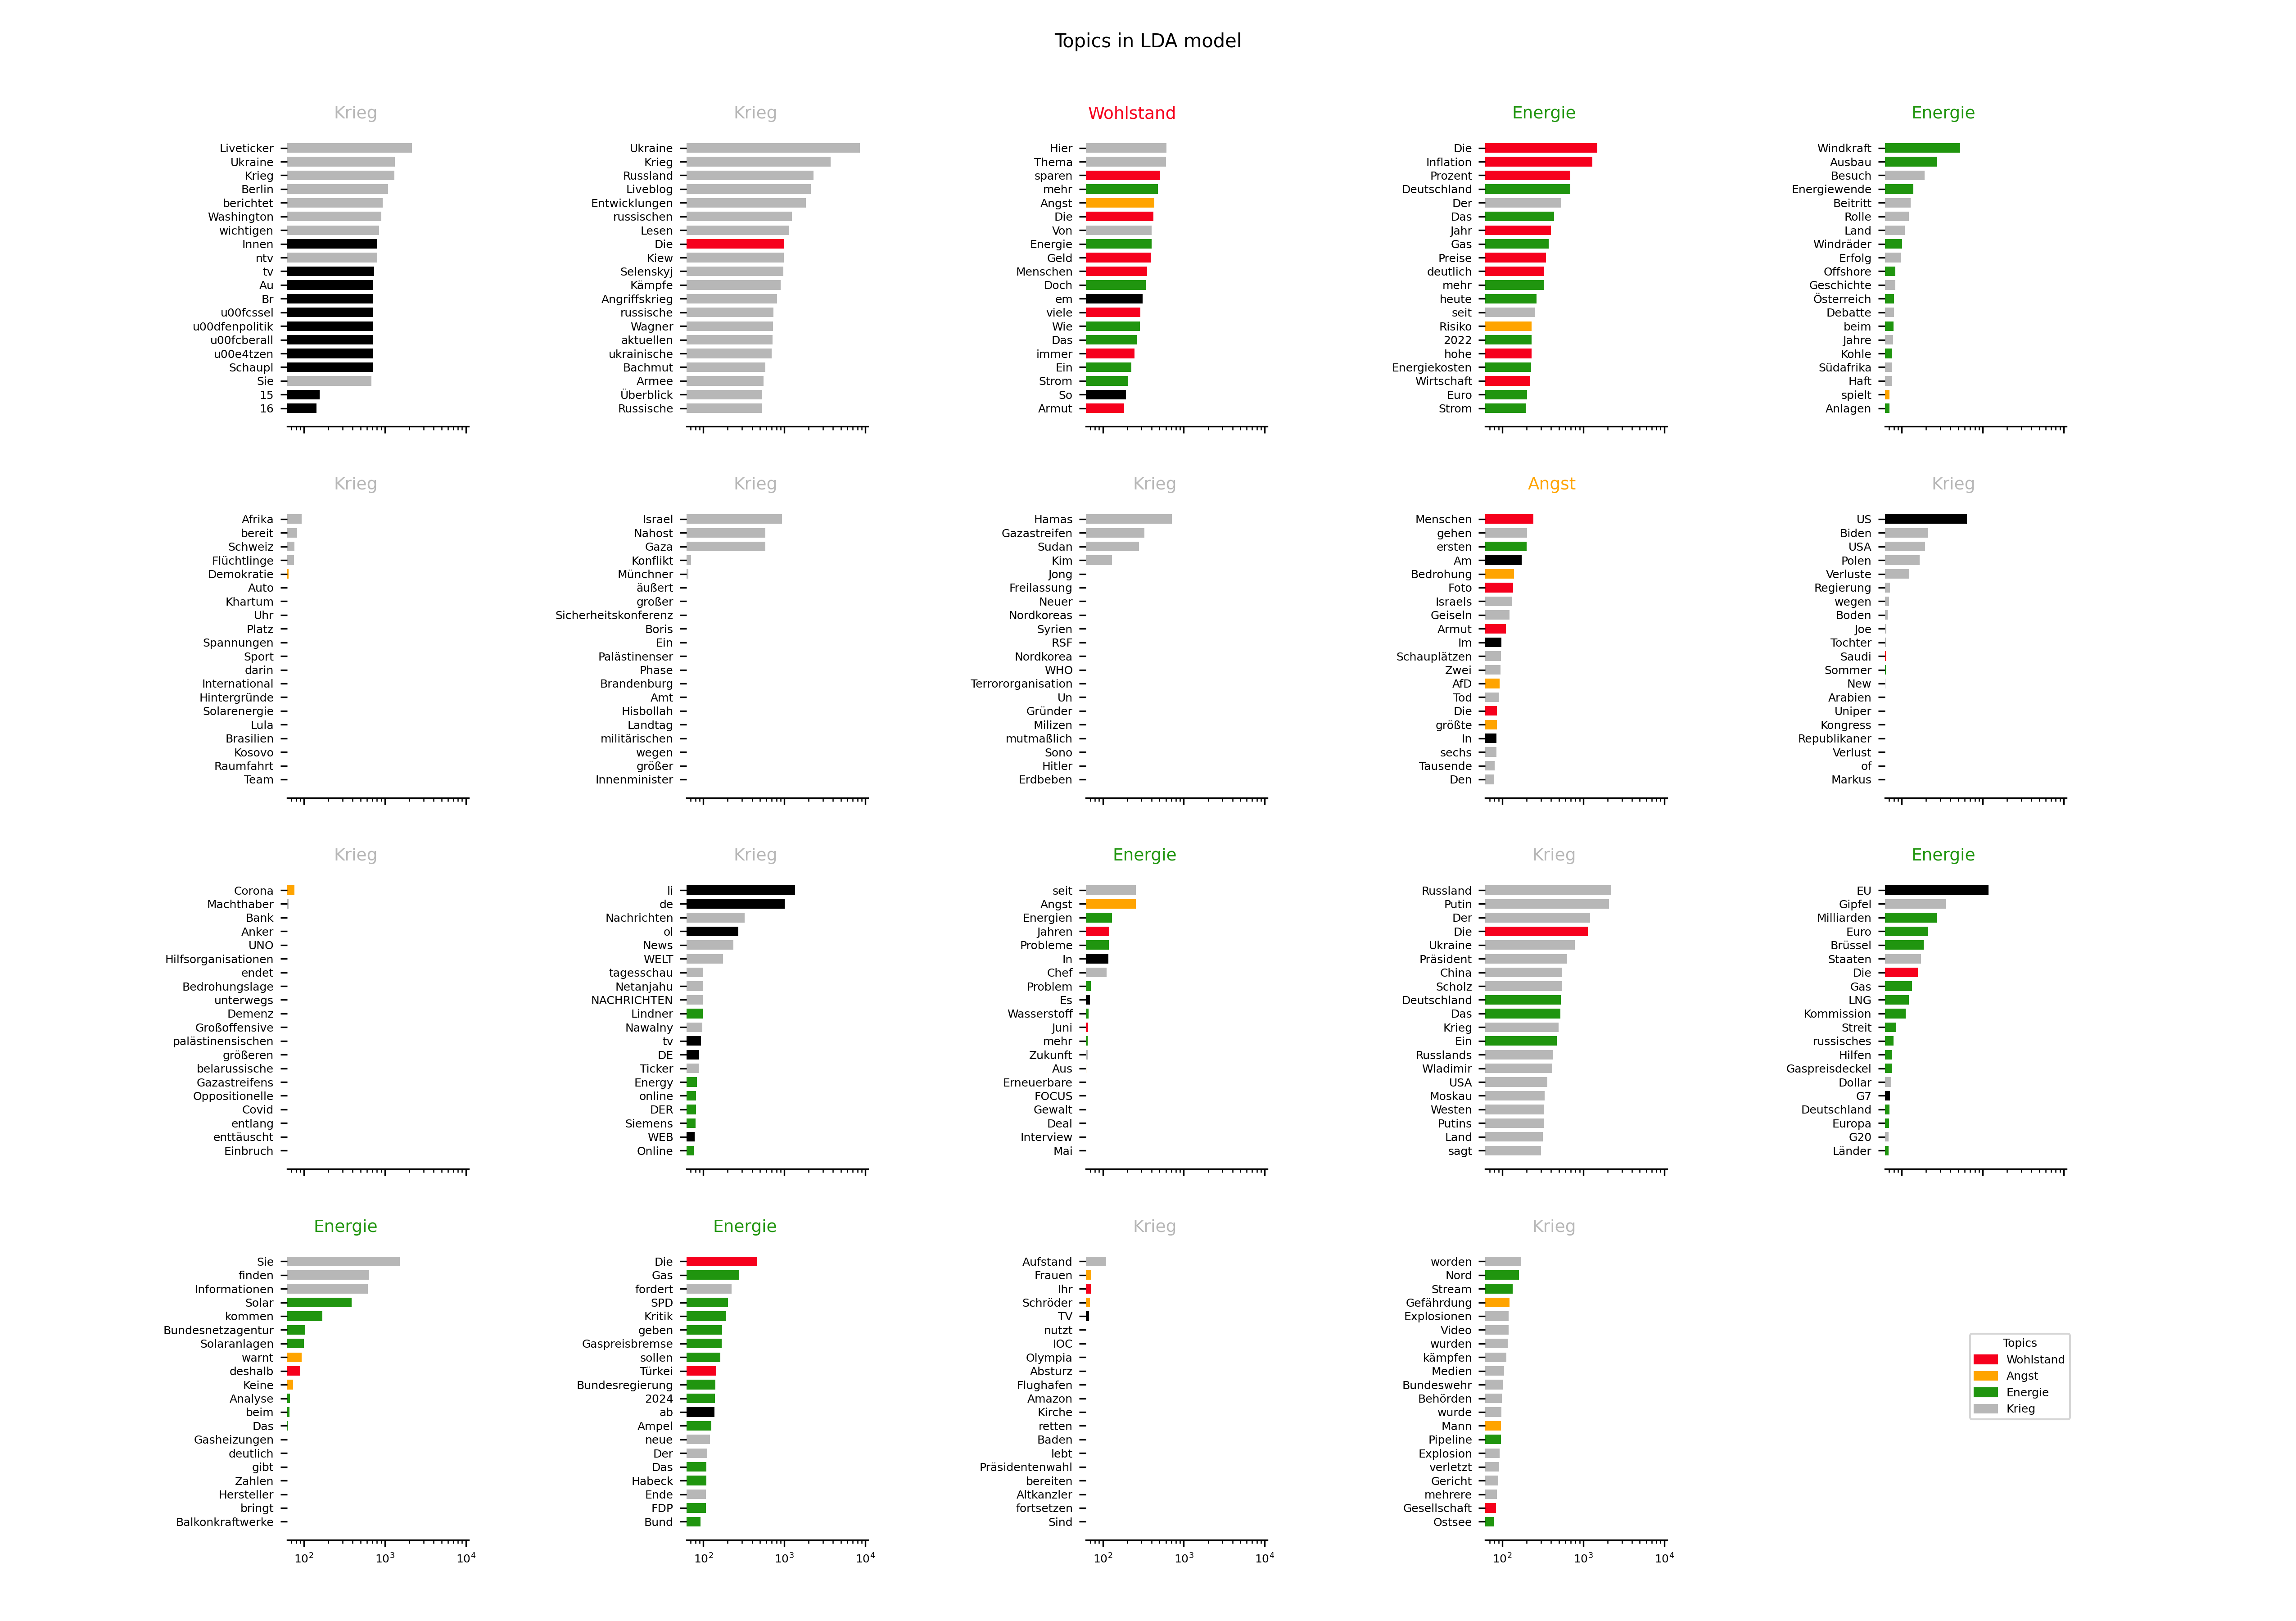 Topics in LDA model
Krieg
Liveticker
Ukraine
Krieg
Berlin
berichtet
Washington
wichtigen
Innen
ntv
tv
Au
Br
u00fcssel
u00dfenpolitik
u00fcberall
u00e4tzen
Schaupl
Sie
15
16
Krieg
Ukraine
Krieg
Russland
Liveblog
Entwicklungen
russischen
Lesen
Die
Kiew
Selenskyj
Kämpfe
Angriffskrieg
russische
Wagner
aktuellen
ukrainische
Bachmut
Armee
Überblick
Russische
Wohlstand
Hier
Thema
sparen
mehr
Angst
Die
Von
Energie
Geld
Menschen
Doch
em
viele
Wie
Das
immer
Ein
Strom
So
Armut
Energie
Die
Inflation
Prozent
Deutschland
Der
Das
Jahr
Gas
Preise
deutlich
mehr
heute
seit
Risiko
2022
hohe
Energiekosten
Wirtschaft
Euro
Strom
Energie
Windkraft
Ausbau
Besuch
Energiewende
Beitritt
Rolle
Land
Windräder
Erfolg
Offshore
Geschichte
Österreich
Debatte
beim
Jahre
Kohle
Südafrika
Haft
spielt
Anlagen
Krieg
Afrika
bereit
Schweiz
Flüchtlinge
Demokratie
Auto
Khartum
Uhr
Platz
Spannungen
Sport
darin
International
Hintergründe
Solarenergie
Lula
Brasilien
Kosovo
Raumfahrt
Team
Krieg
Israel
Nahost
Gaza
Konflikt
Münchner
äußert
großer
Sicherheitskonferenz
Boris
Ein
Palästinenser
Phase
Brandenburg
Amt
Hisbollah
Landtag
militärischen
wegen
größer
Innenminister
Krieg
Hamas
Gazastreifen
Sudan
Kim
Jong
Freilassung
Neuer
Nordkoreas
Syrien
RSF
Nordkorea
WHO
Terrororganisation
Un
Gründer
Milizen
mutmaßlich
Sono
Hitler
Erdbeben
Angst
Menschen
gehen
ersten
Am
Bedrohung
Foto
Israels
Geiseln
Armut
Im
Schauplätzen
Zwei
AfD
Tod
Die
größte
In
sechs
Tausende
Den
Krieg
US
Biden
USA
Polen
Verluste
Regierung
wegen
Boden
Joe
Tochter
Saudi
Sommer
New
Arabien
Uniper
Kongress
Republikaner
Verlust
of
Markus
Krieg
Corona
Machthaber
Bank
Anker
UNO
Hilfsorganisationen
endet
Bedrohungslage
unterwegs
Demenz
Großoffensive
palästinensischen
größeren
belarussische
Gazastreifens
Oppositionelle
Covid
entlang
enttäuscht
Einbruch
Krieg
li
de
Nachrichten
ol
News
WELT
tagesschau
Netanjahu
NACHRICHTEN
Lindner
Nawalny
tv
DE
Ticker
Energy
online
DER
Siemens
WEB
Online
Energie
seit
Angst
Energien
Jahren
Probleme
In
Chef
Problem
Es
Wasserstoff
Juni
mehr
Zukunft
Aus
Erneuerbare
FOCUS
Gewalt
Deal
Interview
Mai
Krieg
Russland
Putin
Der
Die
Ukraine
Präsident
China
Scholz
Deutschland
Das
Krieg
Ein
Russlands
Wladimir
USA
Moskau
Westen
Putins
Land
sagt
Energie
EU
Gipfel
Milliarden
Euro
Brüssel
Staaten
Die
Gas
LNG
Kommission
Streit
russisches
Hilfen
Gaspreisdeckel
Dollar
G7
Deutschland
Europa
G20
Länder
Energie
Sie
finden
Informationen
Solar
kommen
Bundesnetzagentur
Solaranlagen
warnt
deshalb
Keine
Analyse
beim
Das
Gasheizungen
deutlich
gibt
Zahlen
Hersteller
bringt
Balkonkraftwerke
10² 10³ 10⁴
Energie
Die
Gas
fordert
SPD
Kritik
geben
Gaspreisbremse
sollen
Türkei
Bundesregierung
2024
ab
Ampel
neue
Der
Das
Habeck
Ende
FDP
Bund
10² 10³ 10⁴
Krieg
Aufstand
Frauen
Ihr
Schröder
TV
nutzt
IOC
Olympia
Absturz
Flughafen
Amazon
Kirche
retten
Baden
lebt
Präsidentenwahl
bereiten
Altkanzler
fortsetzen
Sind
10² 10³ 10⁴
Krieg
worden
Nord
Stream
Gefährdung
Explosionen
Video
wurden
kämpfen
Medien
Bundeswehr
Behörden
wurde
Mann
Pipeline
Explosion
verletzt
Gericht
mehrere
Gesellschaft
Ostsee
10² 10³ 10⁴
Topics
Wohlstand
Angst
Energie
Krieg